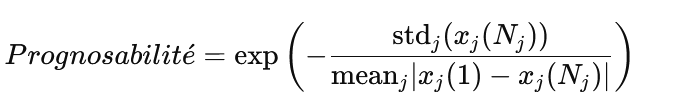 Prognosabilité = exp ( − std_j(x_j(N_j)) / mean_j|x_j(1) − x_j(N_j)| )